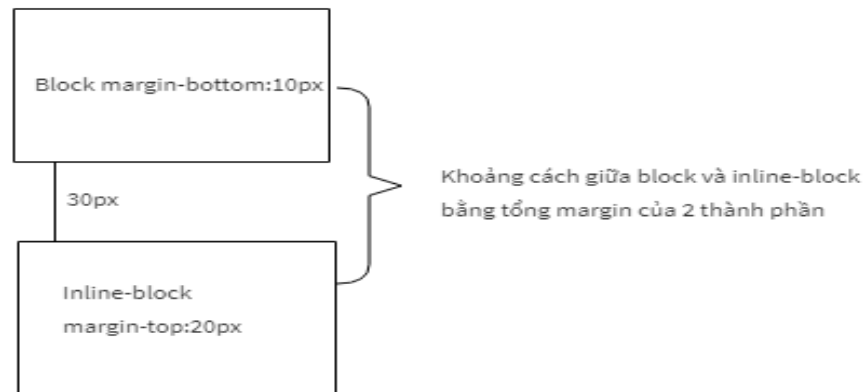 Block margin-bottom:10px
30px
Khoảng cách giữa block và inline-block
bằng tổng margin của 2 thành phần
Inline-block
margin-top:20px